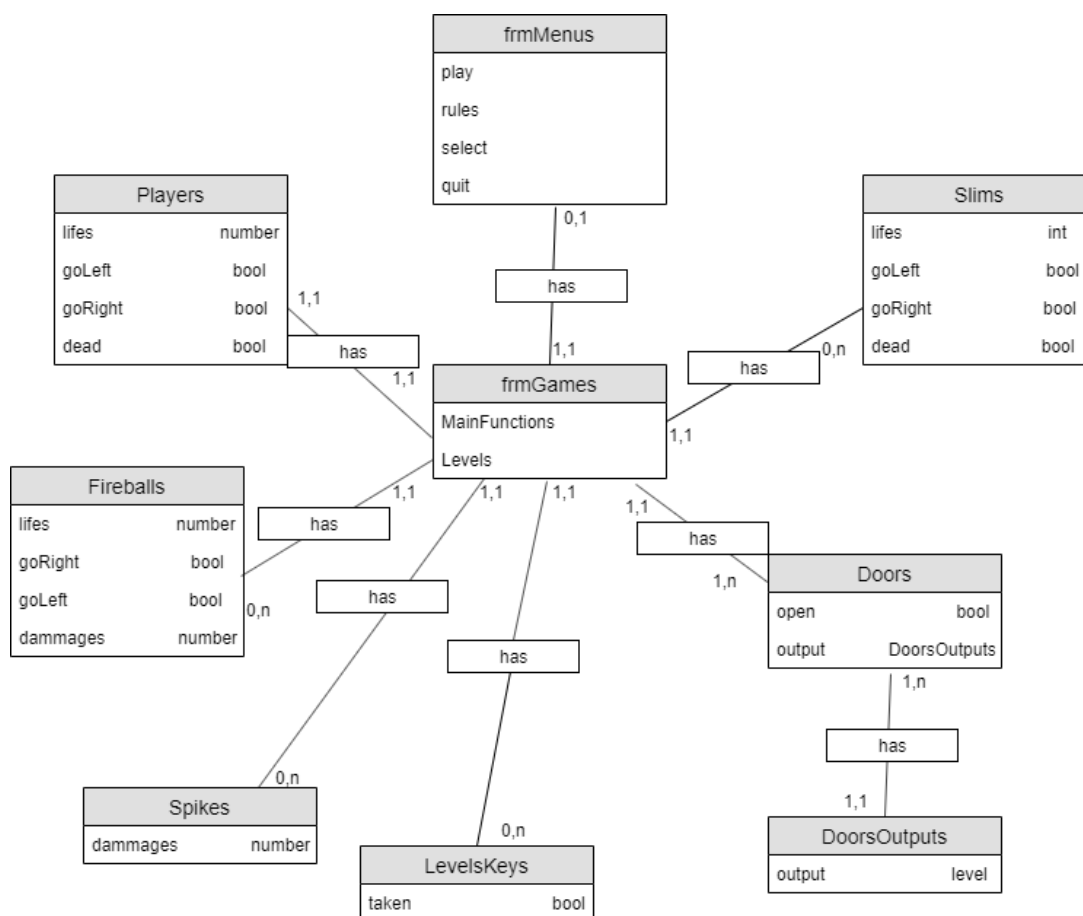 frmMenus
play
rules
select
quit
0,1
has
1,1
Players
lifes number
goLeft bool
goRight bool
dead bool
1,1
has
1,1
Slims
lifes int
goLeft bool
goRight bool
dead bool
0,n
has
1,1
frmGames
MainFunctions
Levels
Fireballs
lifes number
goRight bool
goLeft bool
dammages number
1,1
has
0,n
1,1
has
0,n
Spikes
dammages number
1,1
has
0,n
LevelsKeys
taken bool
1,1
has
1,n
Doors
open bool
output DoorsOutputs
1,n
has
1,1
DoorsOutputs
output level